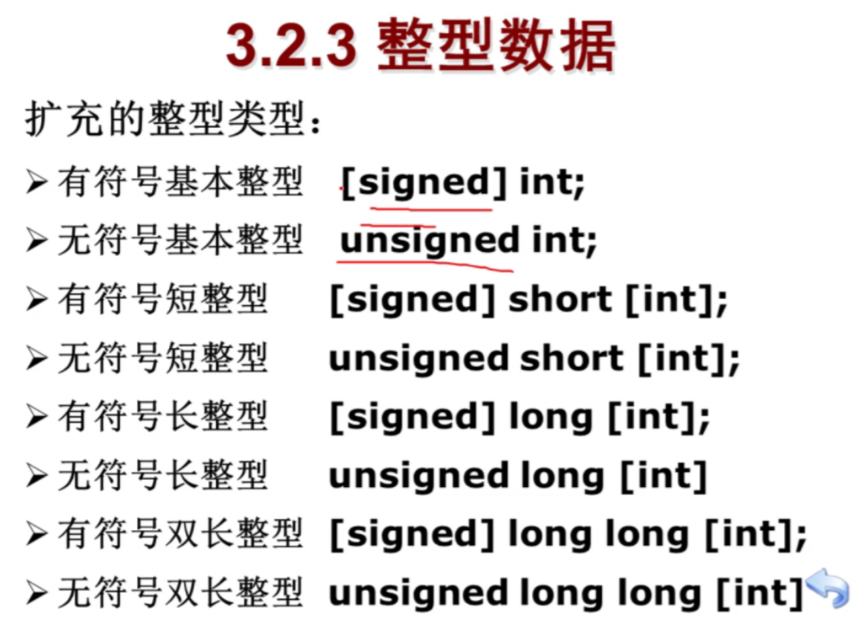 3.2.3 整型数据
扩充的整型类型：
➢有符号基本整型 [signed] int;
➢无符号基本整型 unsigned int;
➢有符号短整型 [signed] short [int];
➢无符号短整型 unsigned short [int];
➢有符号长整型 [signed] long [int];
➢无符号长整型 unsigned long [int]
➢有符号双长整型 [signed] long long [int];
➢无符号双长整型 unsigned long long [int]